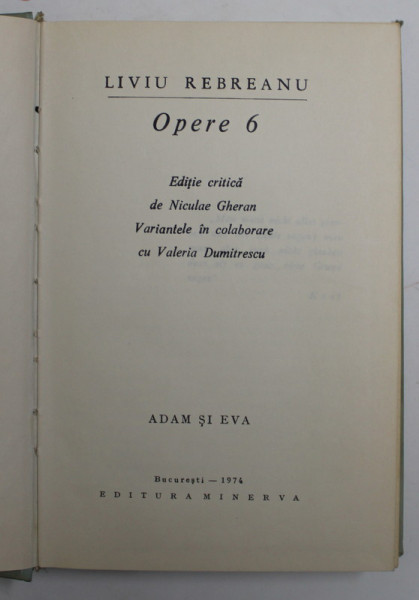 LIVIU REBREANU
Opere 6
Ediție critică
de Niculae Gheran
Variantele în colaborare
cu Valeria Dumitrescu
ADAM ȘI EVA
București — 1974
EDITURA MINERVA